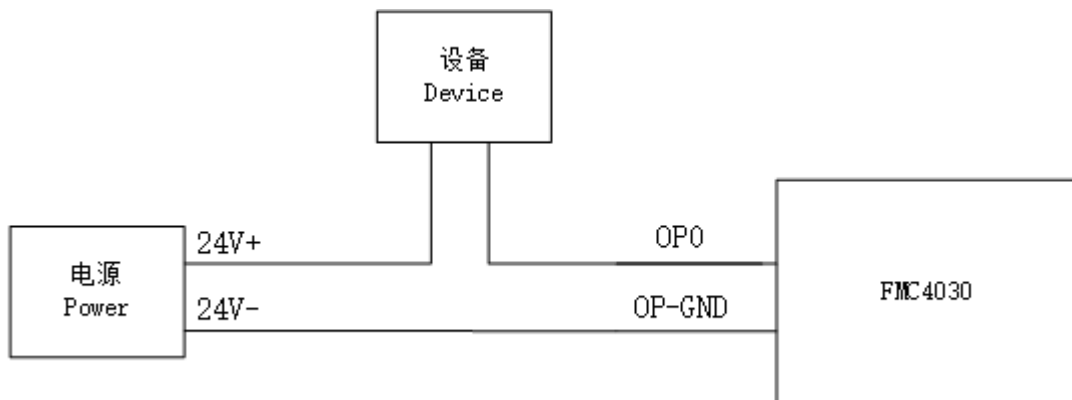 设备
Device
24V+
OP0
电源
Power
FMC4030
24V-
OP-GND